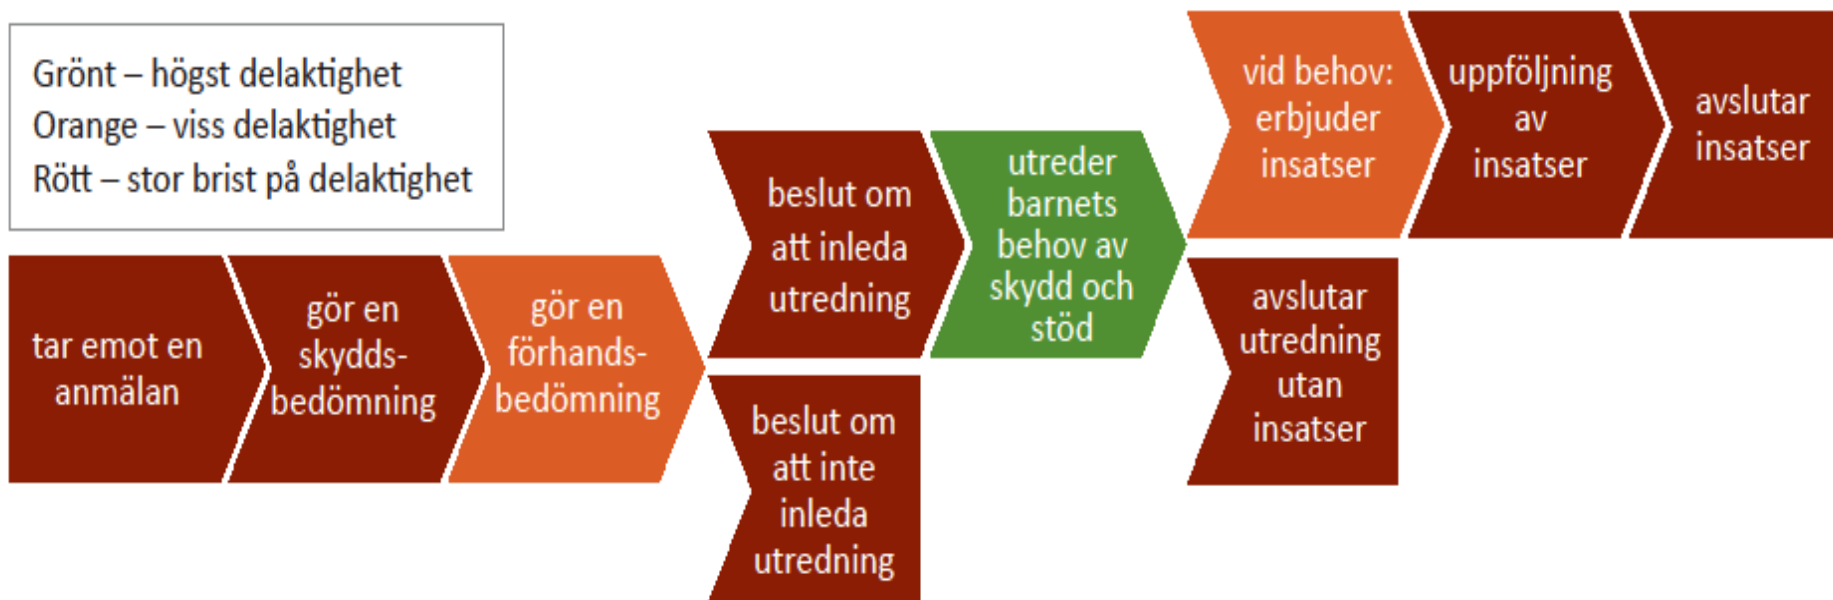 Grönt – högst delaktighet
Orange – viss delaktighet
Rött – stor brist på delaktighet
tar emot en
anmälan
gör en
skydds-
bedömning
gör en
förhands-
bedömning
beslut om
att inleda
utredning
beslut om
att inte
inleda
utredning
utreder
barnets
behov av
skydd och
stöd
vid behov:
erbjuder
insatser
uppföljning
av
insatser
avslutar
insatser
avslutar
utredning
utan
insatser